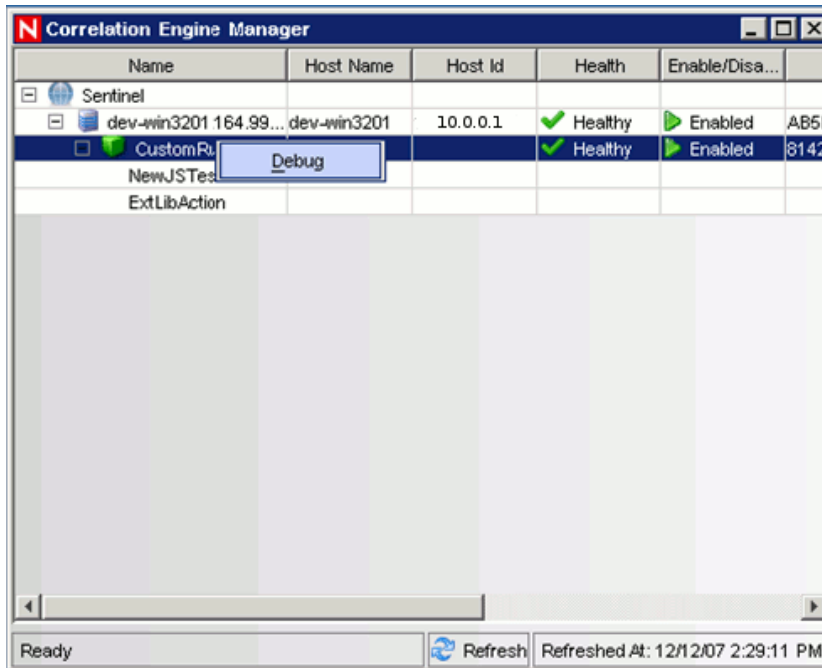 N Correlation Engine Manager
Name Host Name Host Id Health Enable/Disa...
Sentinel
dev-win3201 164.99... dev-win3201 10.0.0.1 Healthy Enabled AB5
CustomRu Healthy Enabled 8142
Debug
NewJSTes
ExtLibAction
Ready Refresh Refreshed At: 12/12/07 2:29:11 PM